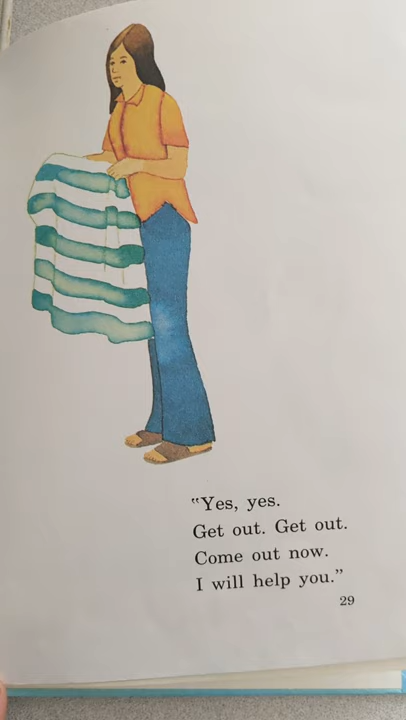 “Yes, yes.
Get out. Get out.
Come out now.
I will help you.”
29